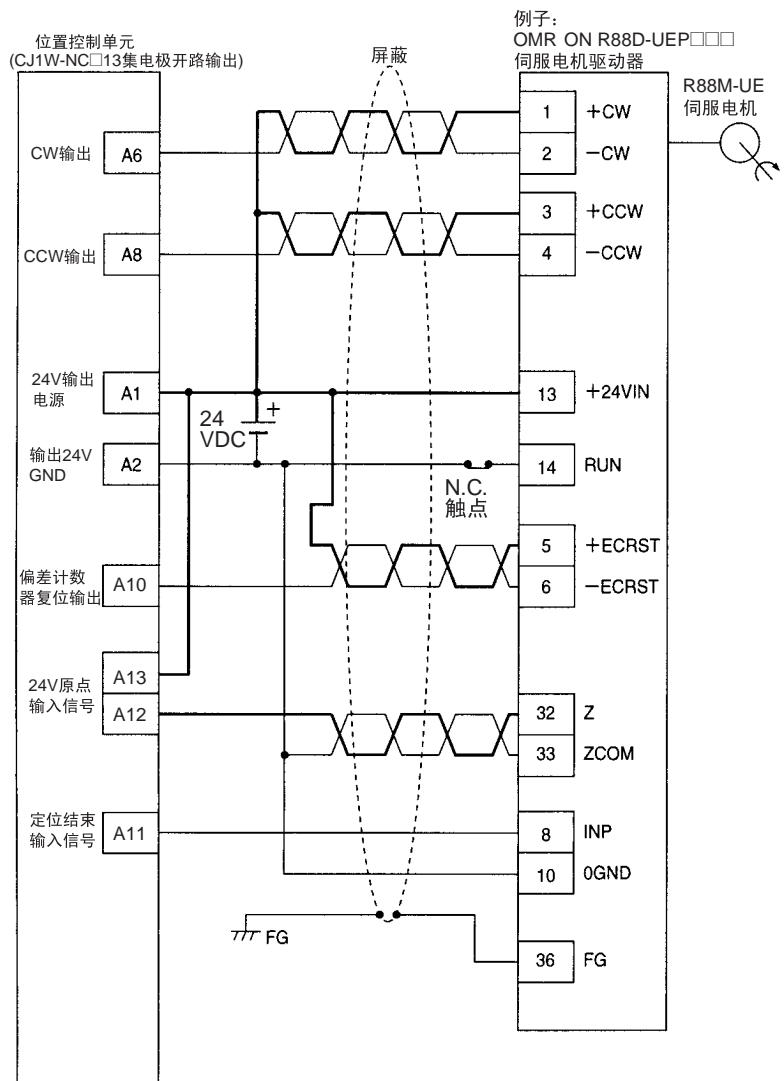 例子：
位置控制单元
OMR ON R88D-UEP□□□
(CJ1W-NC□13集电极开路输出)
屏蔽
伺服电机驱动器
R88M-UE
伺服电机
1 +CW
CW输出 A6
2 −CW
3 +CCW
CCW输出 A8
4 −CCW
24V输出
电源
A1
24
VDC
+
13 +24VIN
输出24V
GND
A2
14 RUN
N.C.
触点
5 +ECRST
偏差计数
器复位输出
A10
6 −ECRST
A13
24V原点
输入信号
A12
32 Z
33 ZCOM
定位结束
输入信号
A11
8 INP
10 0GND
FG
36 FG